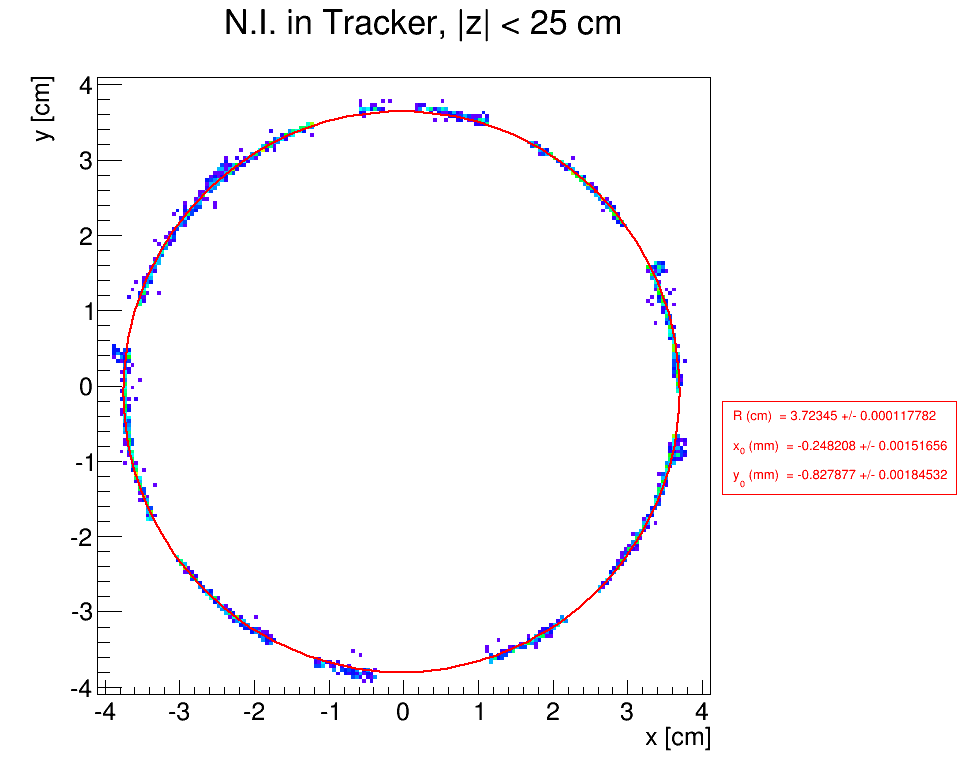 N.I. in Tracker, |z| < 25 cm
y [cm]
4
3
2
1
0
-1
-2
-3
-4
-4 -3 -2 -1 0 1 2 3 4
x [cm]
R (cm) = 3.72345 +/- 0.000117782
x0 (mm) = -0.248208 +/- 0.00151656
y0 (mm) = -0.827877 +/- 0.00184532